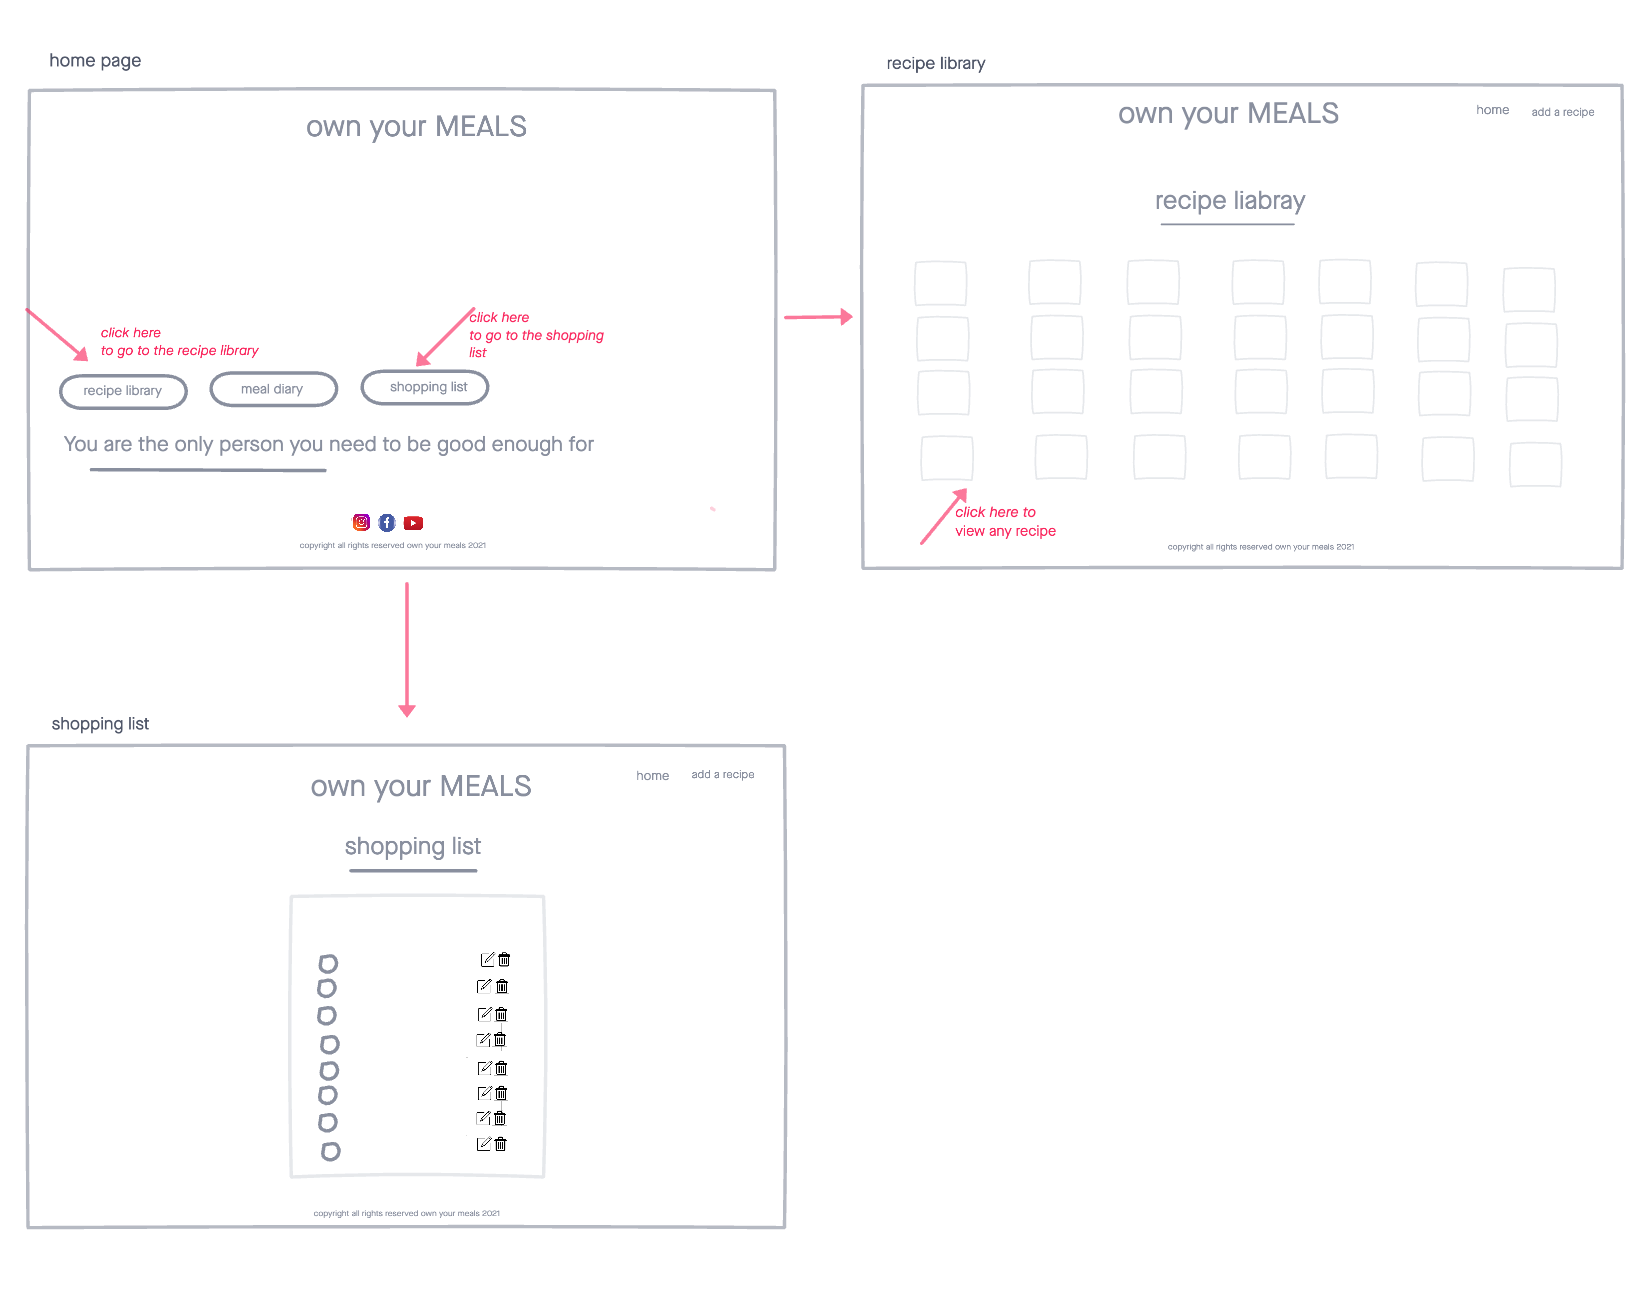 home page
own your MEALS
click here
to go to the recipe library
click here
to go to the shopping
list
recipe library
meal diary
shopping list
You are the only person you need to be good enough for
copyright all rights reserved own your meals 2021
recipe library
own your MEALS
home
add a recipe
recipe liabray
click here to
view any recipe
copyright all rights reserved own your meals 2021
shopping list
own your MEALS
home
add a recipe
shopping list
copyright all rights reserved own your meals 2021